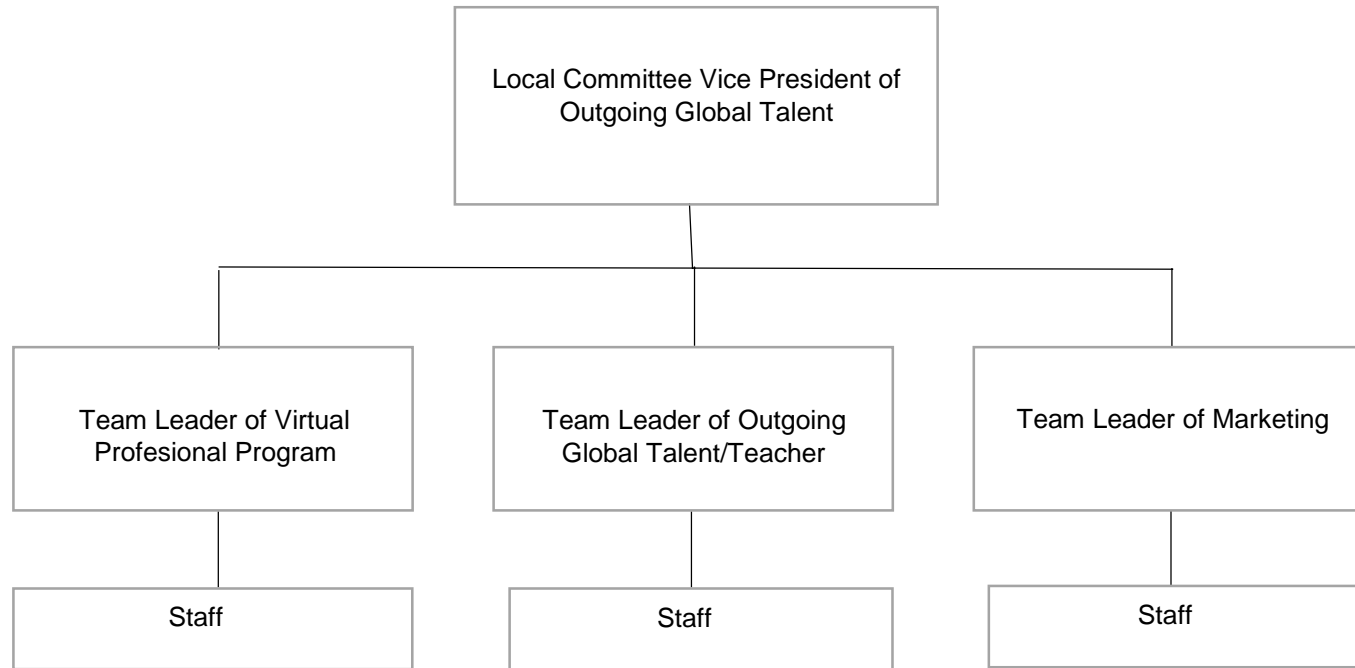 Local Committee Vice President of
Outgoing Global Talent
Team Leader of Virtual
Profesional Program
Team Leader of Outgoing
Global Talent/Teacher
Team Leader of Marketing
Staff
Staff
Staff